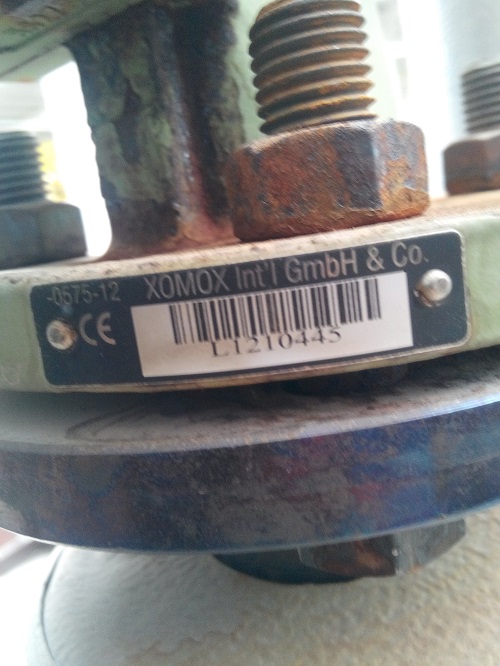 -0575-12 XOMOX Int'l GmbH & Co.
CE
L1210445